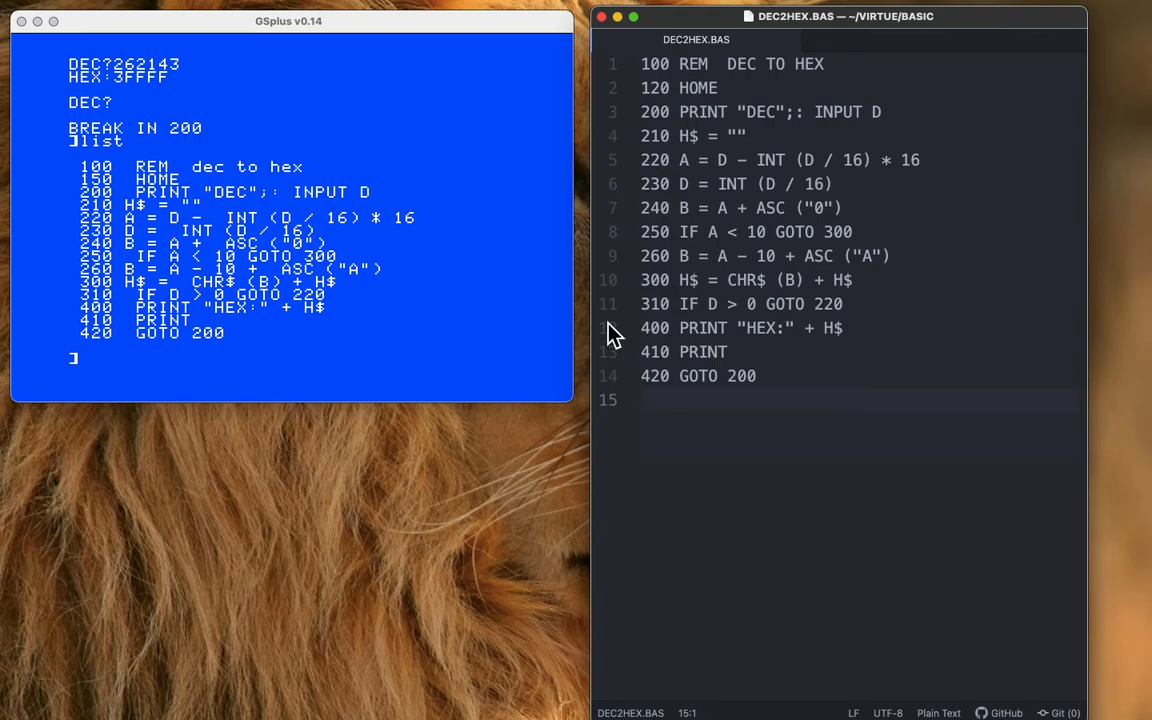 GSplus v0.14
DEC?262143
HEX:3FFFF
DEC?
BREAK IN 200
]list
100 REM dec to hex
150 HOME
200 PRINT "DEC";: INPUT D
210 H$ = ""
220 A = D - INT (D / 16) * 16
230 D = INT (D / 16)
240 B = A + ASC ("0")
250 IF A < 10 GOTO 300
260 B = A - 10 + ASC ("A")
300 H$ = CHR$ (B) + H$
310 IF D > 0 GOTO 220
400 PRINT "HEX:" + H$
410 PRINT
420 GOTO 200
]
DEC2HEX.BAS — ~/VIRTUE/BASIC
DEC2HEX.BAS
1 100 REM DEC TO HEX
2 120 HOME
3 200 PRINT "DEC";: INPUT D
4 210 H$ = ""
5 220 A = D - INT (D / 16) * 16
6 230 D = INT (D / 16)
7 240 B = A + ASC ("0")
8 250 IF A < 10 GOTO 300
9 260 B = A - 10 + ASC ("A")
10 300 H$ = CHR$ (B) + H$
11 310 IF D > 0 GOTO 220
400 PRINT "HEX:" + H$
13 410 PRINT
14 420 GOTO 200
15
DEC2HEX.BAS 15:1 LF UTF-8 Plain Text GitHub Git (0)